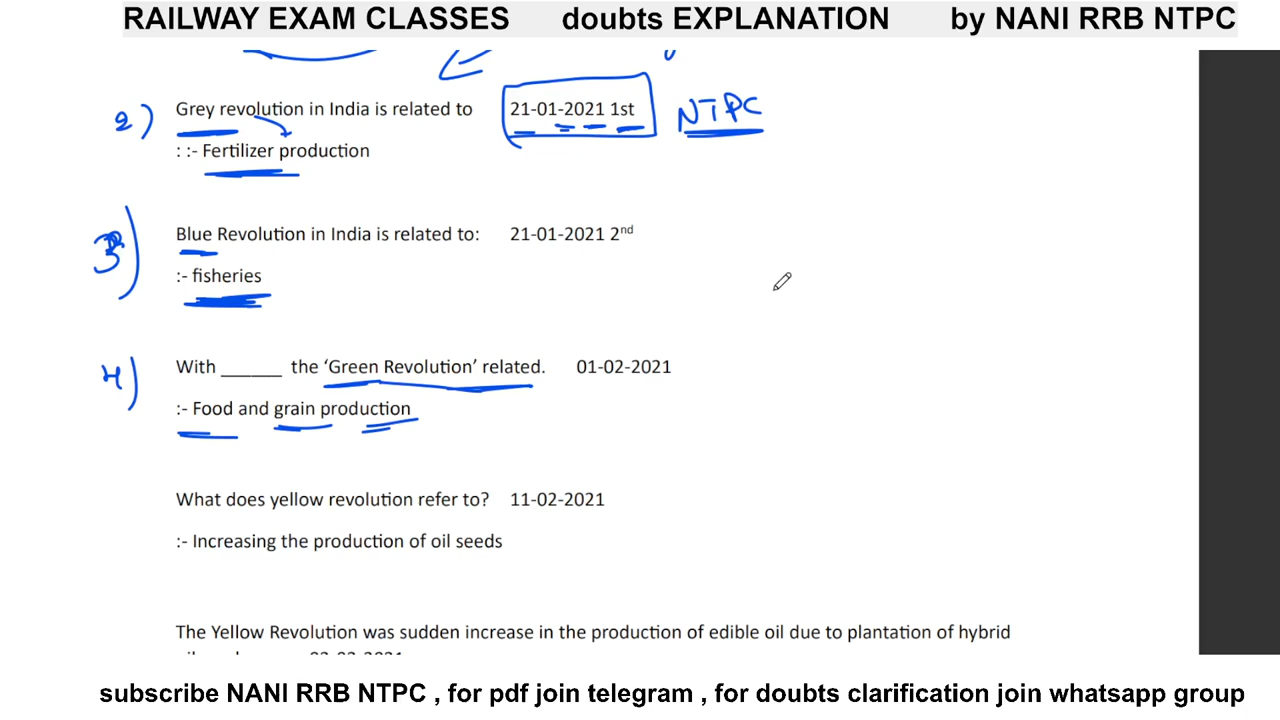 RAILWAY EXAM CLASSES doubts EXPLANATION by NANI RRB NTPC
2) Grey revolution in India is related to 21-01-2021 1st NTPC
: :- Fertilizer production
3) Blue Revolution in India is related to: 21-01-2021 2nd
:- fisheries
4) With ______ the ‘Green Revolution’ related. 01-02-2021
:- Food and grain production
What does yellow revolution refer to? 11-02-2021
:- Increasing the production of oil seeds
The Yellow Revolution was sudden increase in the production of edible oil due to plantation of hybrid
subscribe NANI RRB NTPC , for pdf join telegram , for doubts clarification join whatsapp group